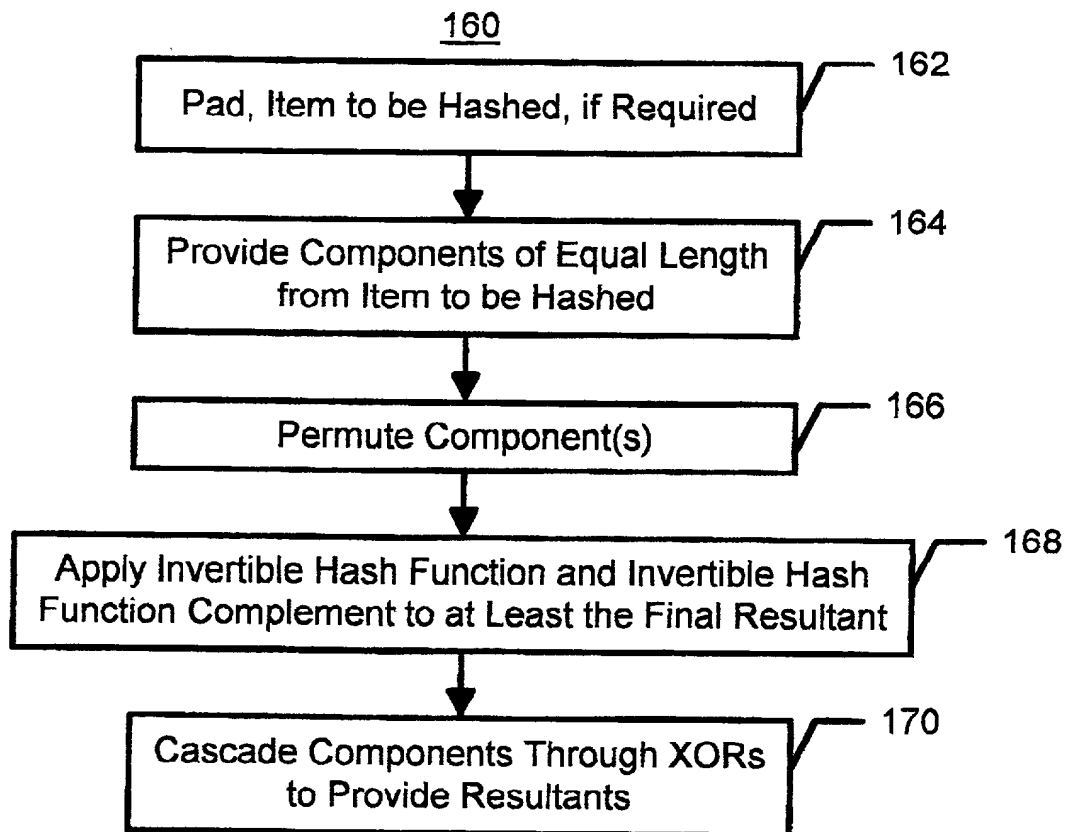 160
162
Pad, Item to be Hashed, if Required
164
Provide Components of Equal Length
from Item to be Hashed
166
Permute Component(s)
168
Apply Invertible Hash Function and Invertible Hash
Function Complement to at Least the Final Resultant
170
Cascade Components Through XORs
to Provide Resultants